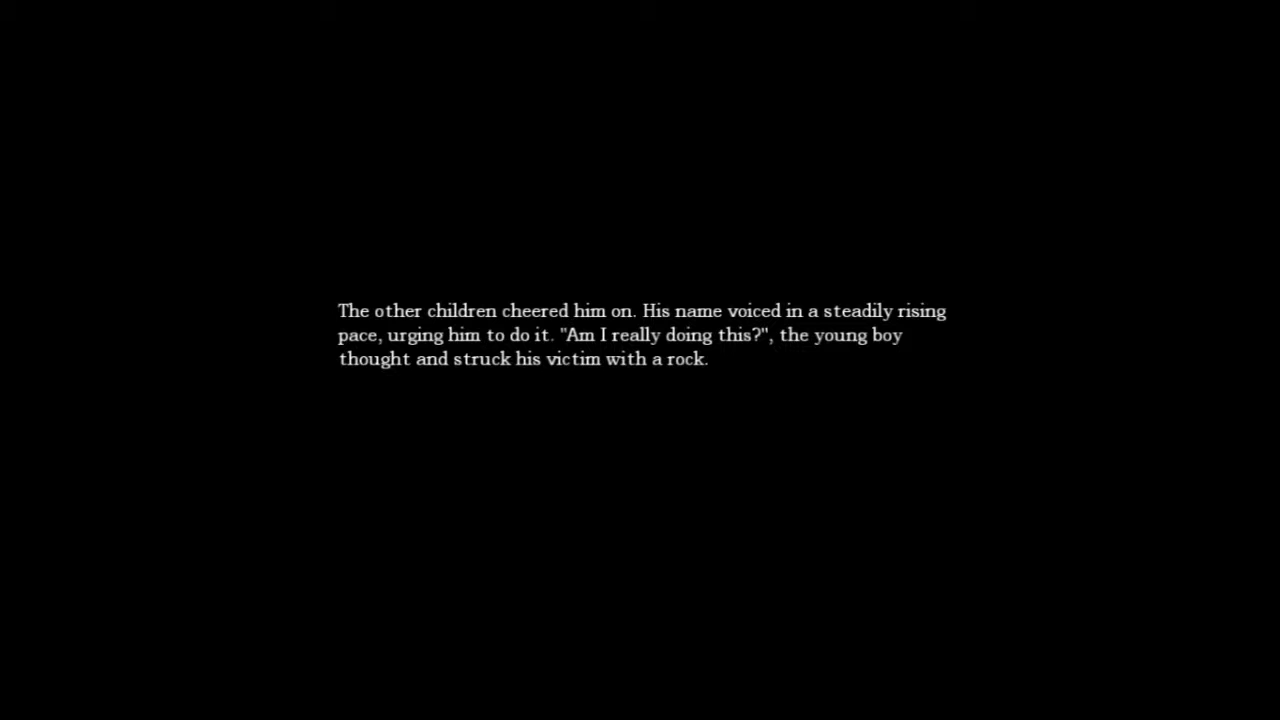 The other children cheered him on. His name voiced in a steadily rising
pace, urging him to do it. "Am I really doing this?", the young boy
thought and struck his victim with a rock.